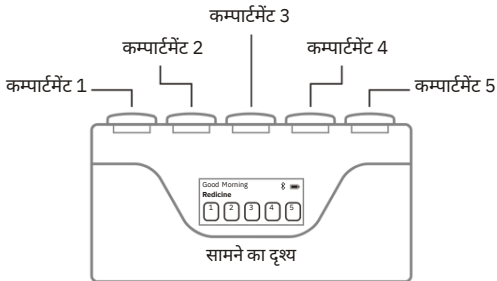 कम्पार्टमेंट 3
कम्पार्टमेंट 2
कम्पार्टमेंट 4
कम्पार्टमेंट 1
कम्पार्टमेंट 5
Good Morning
Redicine
1 2 3 4 5
सामने का दृश्य